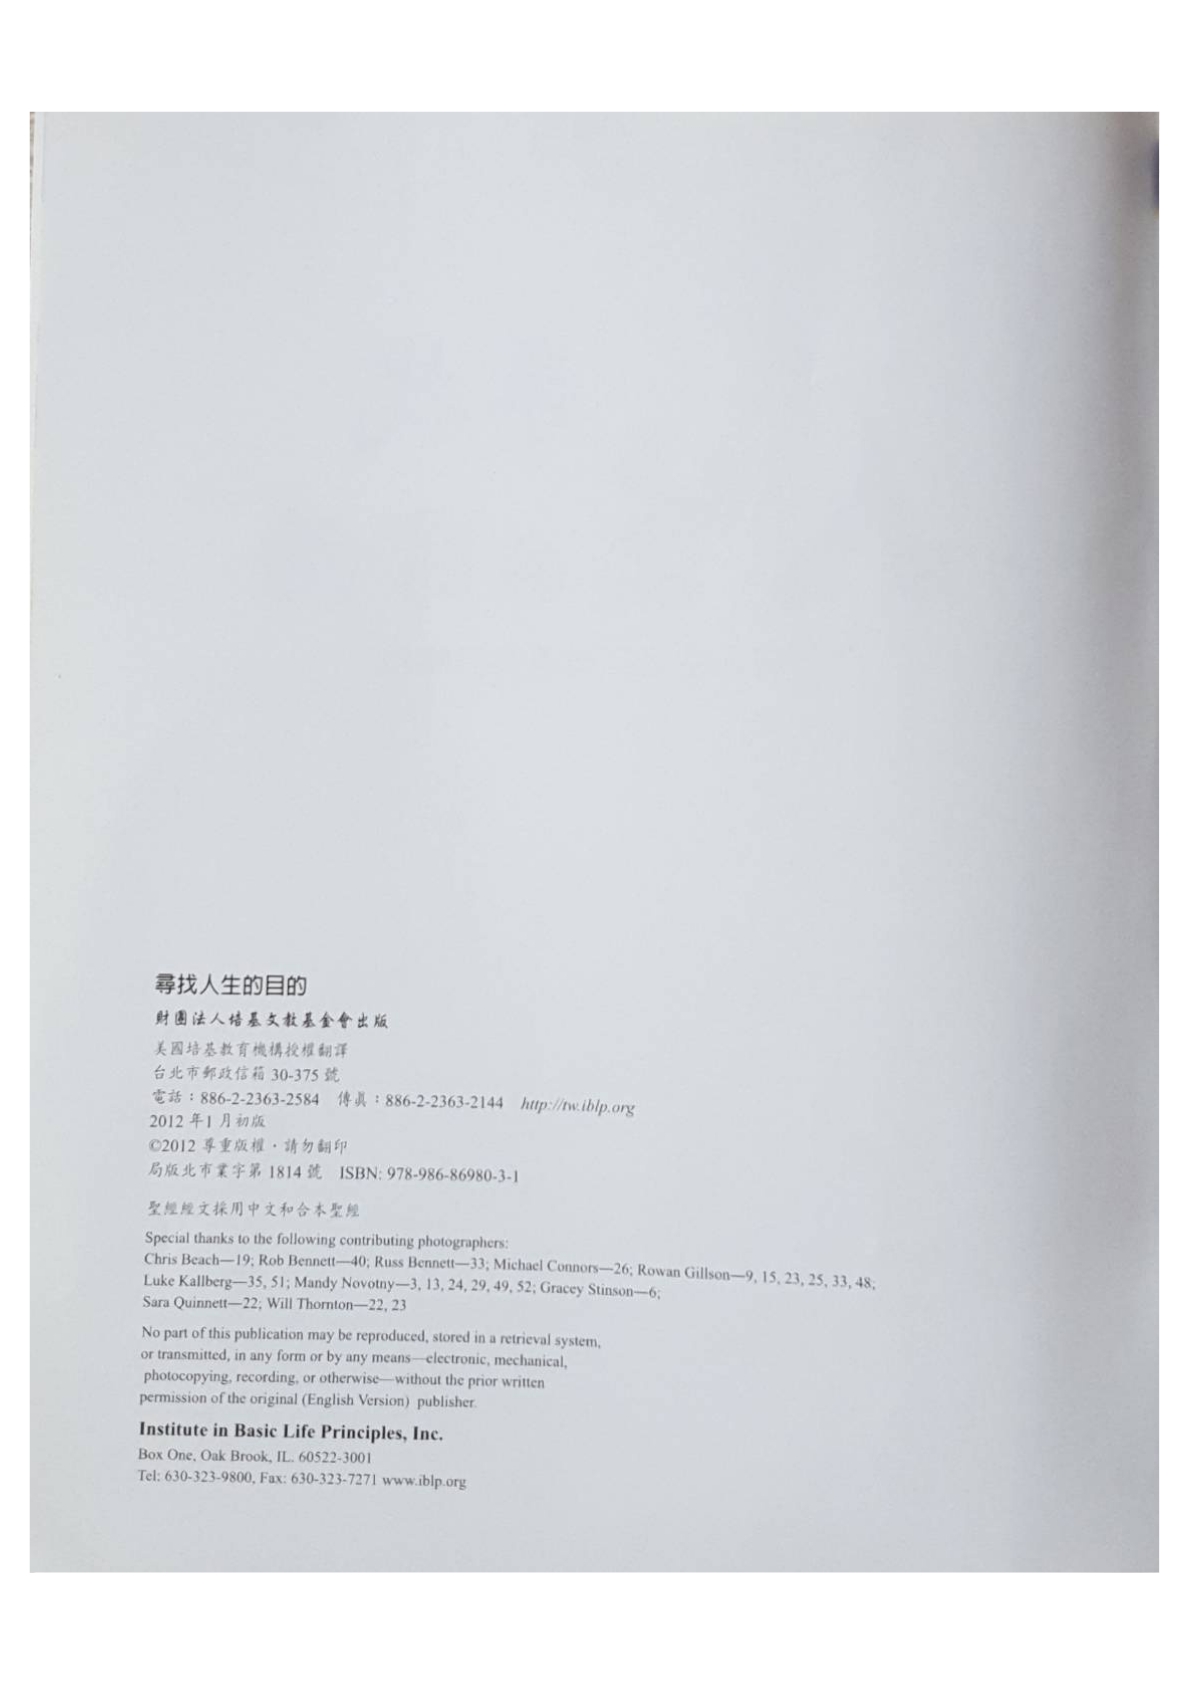 尋找人生的目的
財團法人培基文教基金會出版
美國培基教育機構授權翻譯
台北市郵政信箱 30-375 號
電話：886-2-2363-2584 傳眞：886-2-2363-2144 http://tw.iblp.org
2012 年1 月初版
©2012 尊重版權·請勿翻印
局版北市業字第 1814 號 ISBN: 978-986-86980-3-1
聖經經文採用中文和合本聖經
Special thanks to the following contributing photographers:
Chris Beach—19; Rob Bennett—40; Russ Bennett—33; Michael Connors—26; Rowan Gillson—9, 15, 23, 25, 33, 48;
Luke Kallberg—35, 51; Mandy Novotny—3, 13, 24, 29, 49, 52; Gracey Stinson—6;
Sara Quinnett—22; Will Thornton—22, 23
No part of this publication may be reproduced, stored in a retrieval system,
or transmitted, in any form or by any means—electronic, mechanical,
photocopying, recording, or otherwise—without the prior written
permission of the original (English Version) publisher.
Institute in Basic Life Principles, Inc.
Box One, Oak Brook, IL. 60522-3001
Tel: 630-323-9800, Fax: 630-323-7271 www.iblp.org